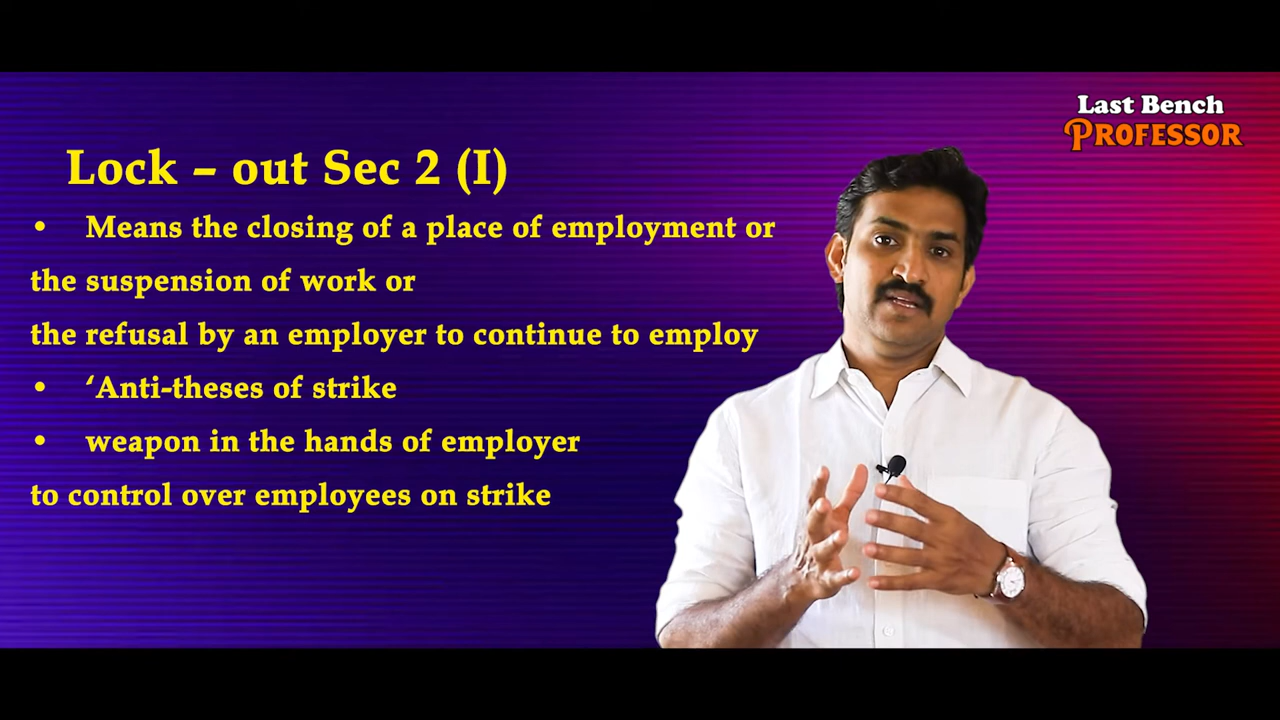 Last Bench
PROFESSOR
Lock – out Sec 2 (I)
• Means the closing of a place of employment or
the suspension of work or
the refusal by an employer to continue to employ
• ‘Anti-theses of strike
• weapon in the hands of employer
to control over employees on strike